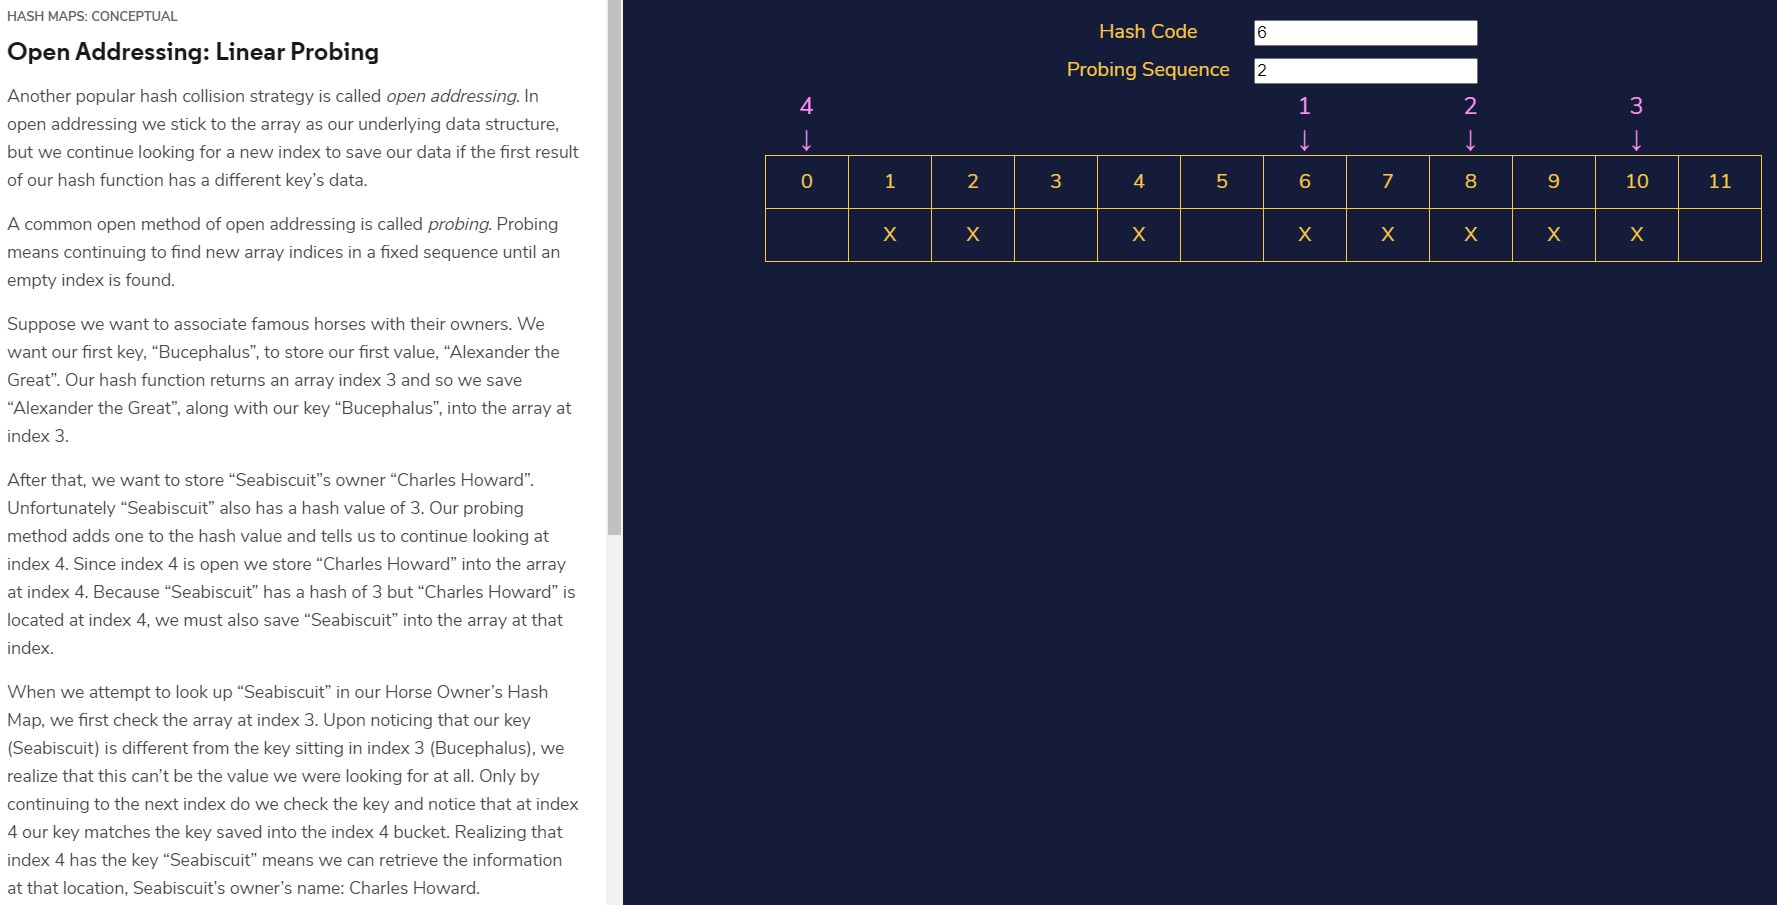 HASH MAPS: CONCEPTUAL
Open Addressing: Linear Probing
Another popular hash collision strategy is called open addressing. In
open addressing we stick to the array as our underlying data structure,
but we continue looking for a new index to save our data if the first result
of our hash function has a different key’s data.
A common open method of open addressing is called probing. Probing
means continuing to find new array indices in a fixed sequence until an
empty index is found.
Suppose we want to associate famous horses with their owners. We
want our first key, “Bucephalus”, to store our first value, “Alexander the
Great”. Our hash function returns an array index 3 and so we save
“Alexander the Great”, along with our key “Bucephalus”, into the array at
index 3.
After that, we want to store “Seabiscuit”s owner “Charles Howard”.
Unfortunately “Seabiscuit” also has a hash value of 3. Our probing
method adds one to the hash value and tells us to continue looking at
index 4. Since index 4 is open we store “Charles Howard” into the array
at index 4. Because “Seabiscuit” has a hash of 3 but “Charles Howard” is
located at index 4, we must also save “Seabiscuit” into the array at that
index.
When we attempt to look up “Seabiscuit” in our Horse Owner’s Hash
Map, we first check the array at index 3. Upon noticing that our key
(Seabiscuit) is different from the key sitting in index 3 (Bucephalus), we
realize that this can’t be the value we were looking for at all. Only by
continuing to the next index do we check the key and notice that at index
4 our key matches the key saved into the index 4 bucket. Realizing that
index 4 has the key “Seabiscuit” means we can retrieve the information
at that location, Seabiscuit’s owner’s name: Charles Howard.
Hash Code 6
Probing Sequence 2
4 1 2 3
↓ ↓ ↓ ↓
0 1 2 3 4 5 6 7 8 9 10 11
X X X X X X X X